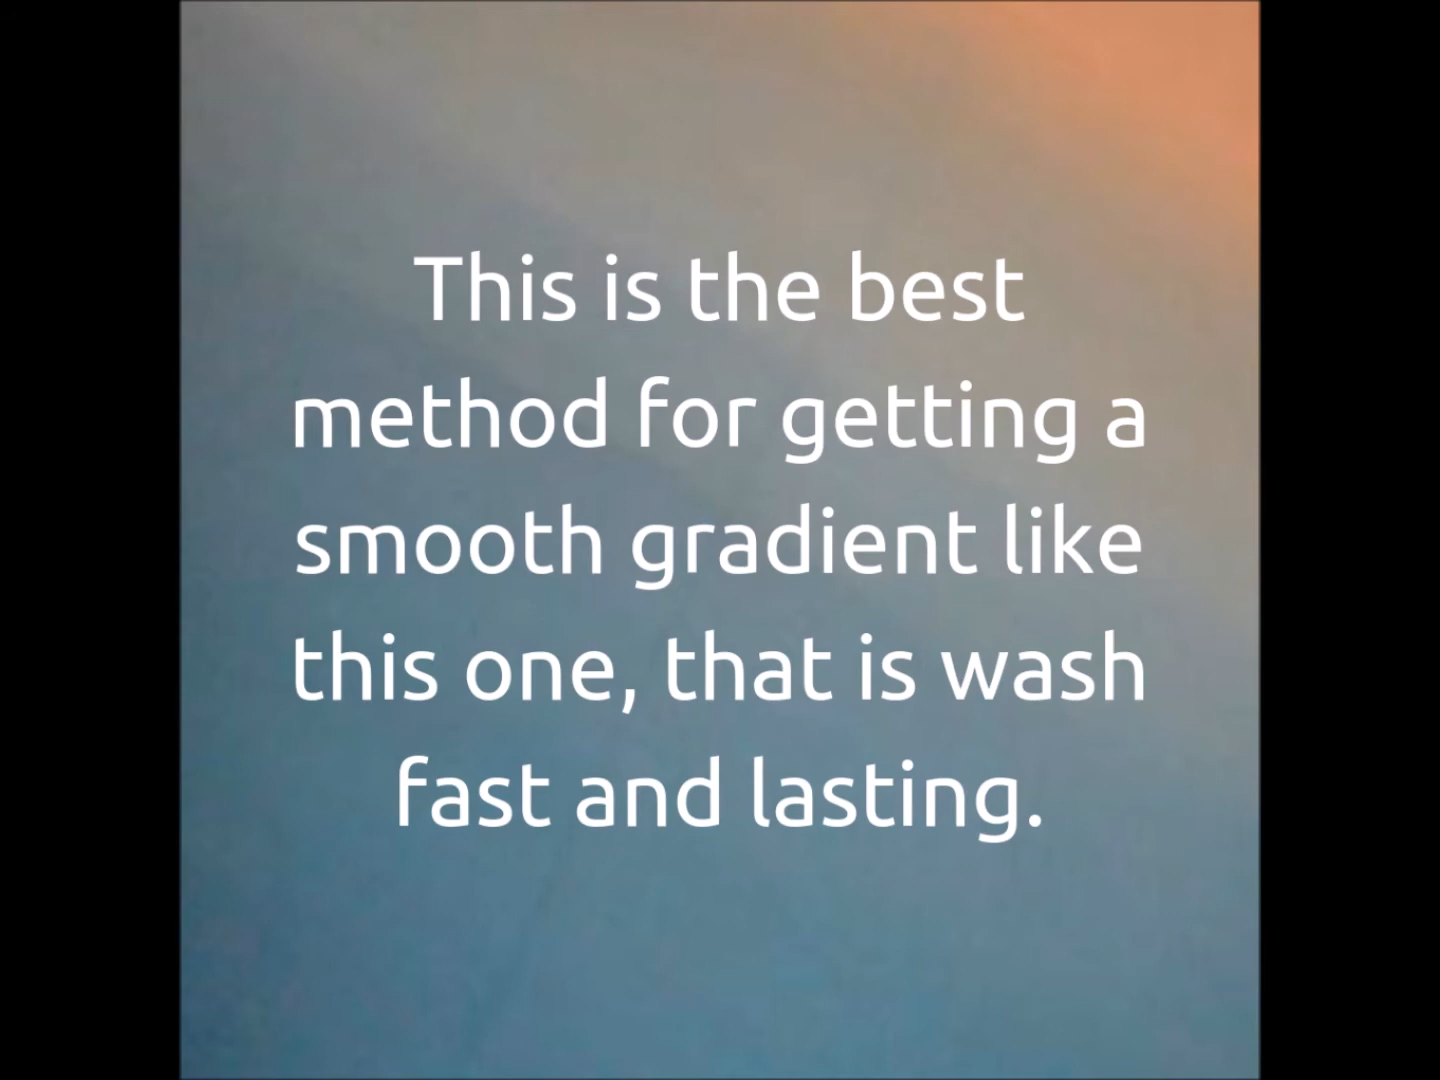 This is the best
method for getting a
smooth gradient like
this one, that is wash
fast and lasting.